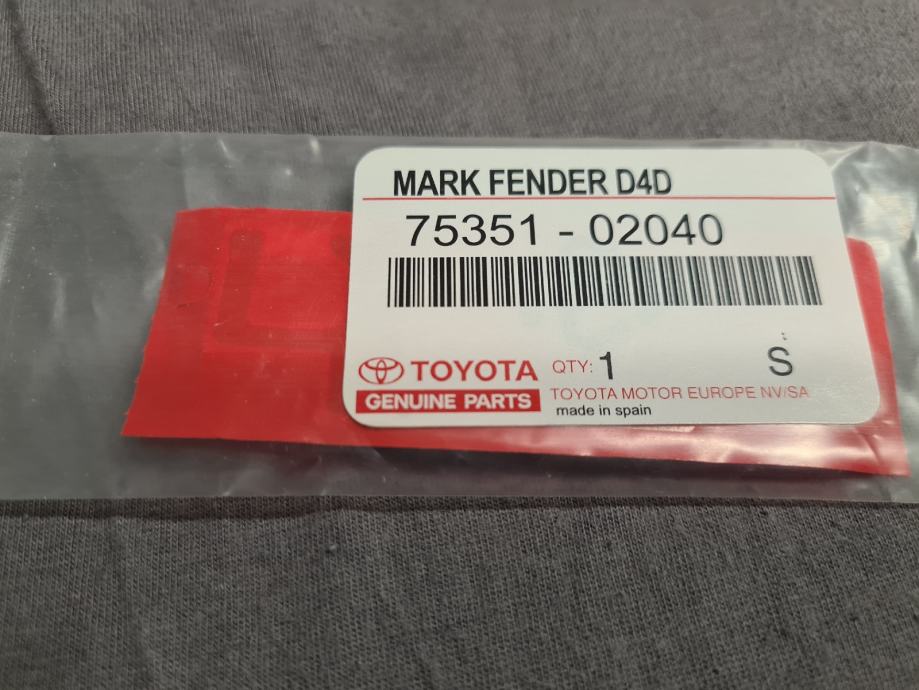 MARK FENDER D4D
75351 - 02040
TOYOTA QTY: 1 S
GENUINE PARTS TOYOTA MOTOR EUROPE NV/SA
made in spain